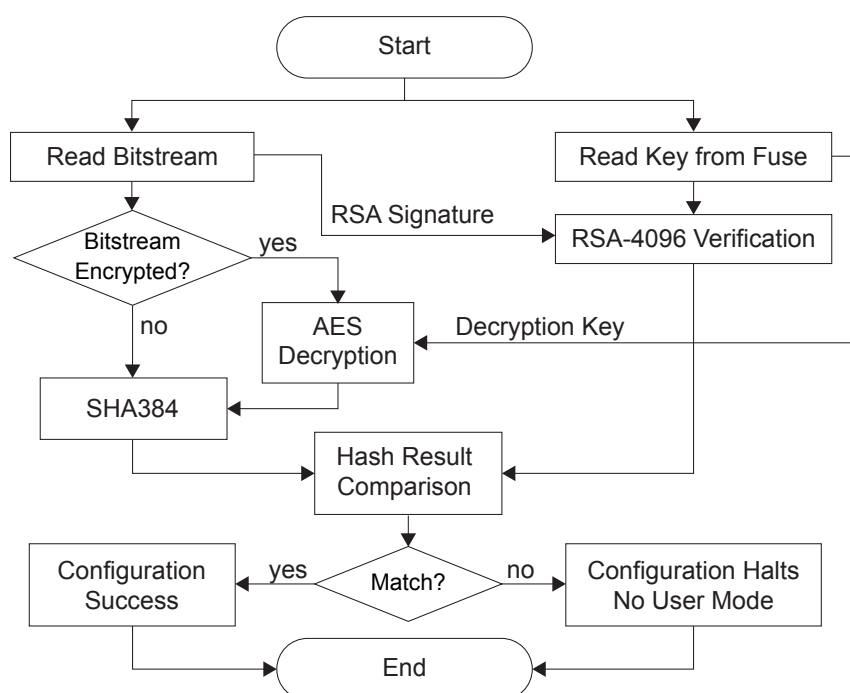 Start
Read Bitstream
Read Key from Fuse
RSA Signature
RSA-4096 Verification
Bitstream
Encrypted?
yes
no
AES
Decryption
Decryption Key
SHA384
Hash Result
Comparison
Configuration
Success
yes
Match?
no
Configuration Halts
No User Mode
End